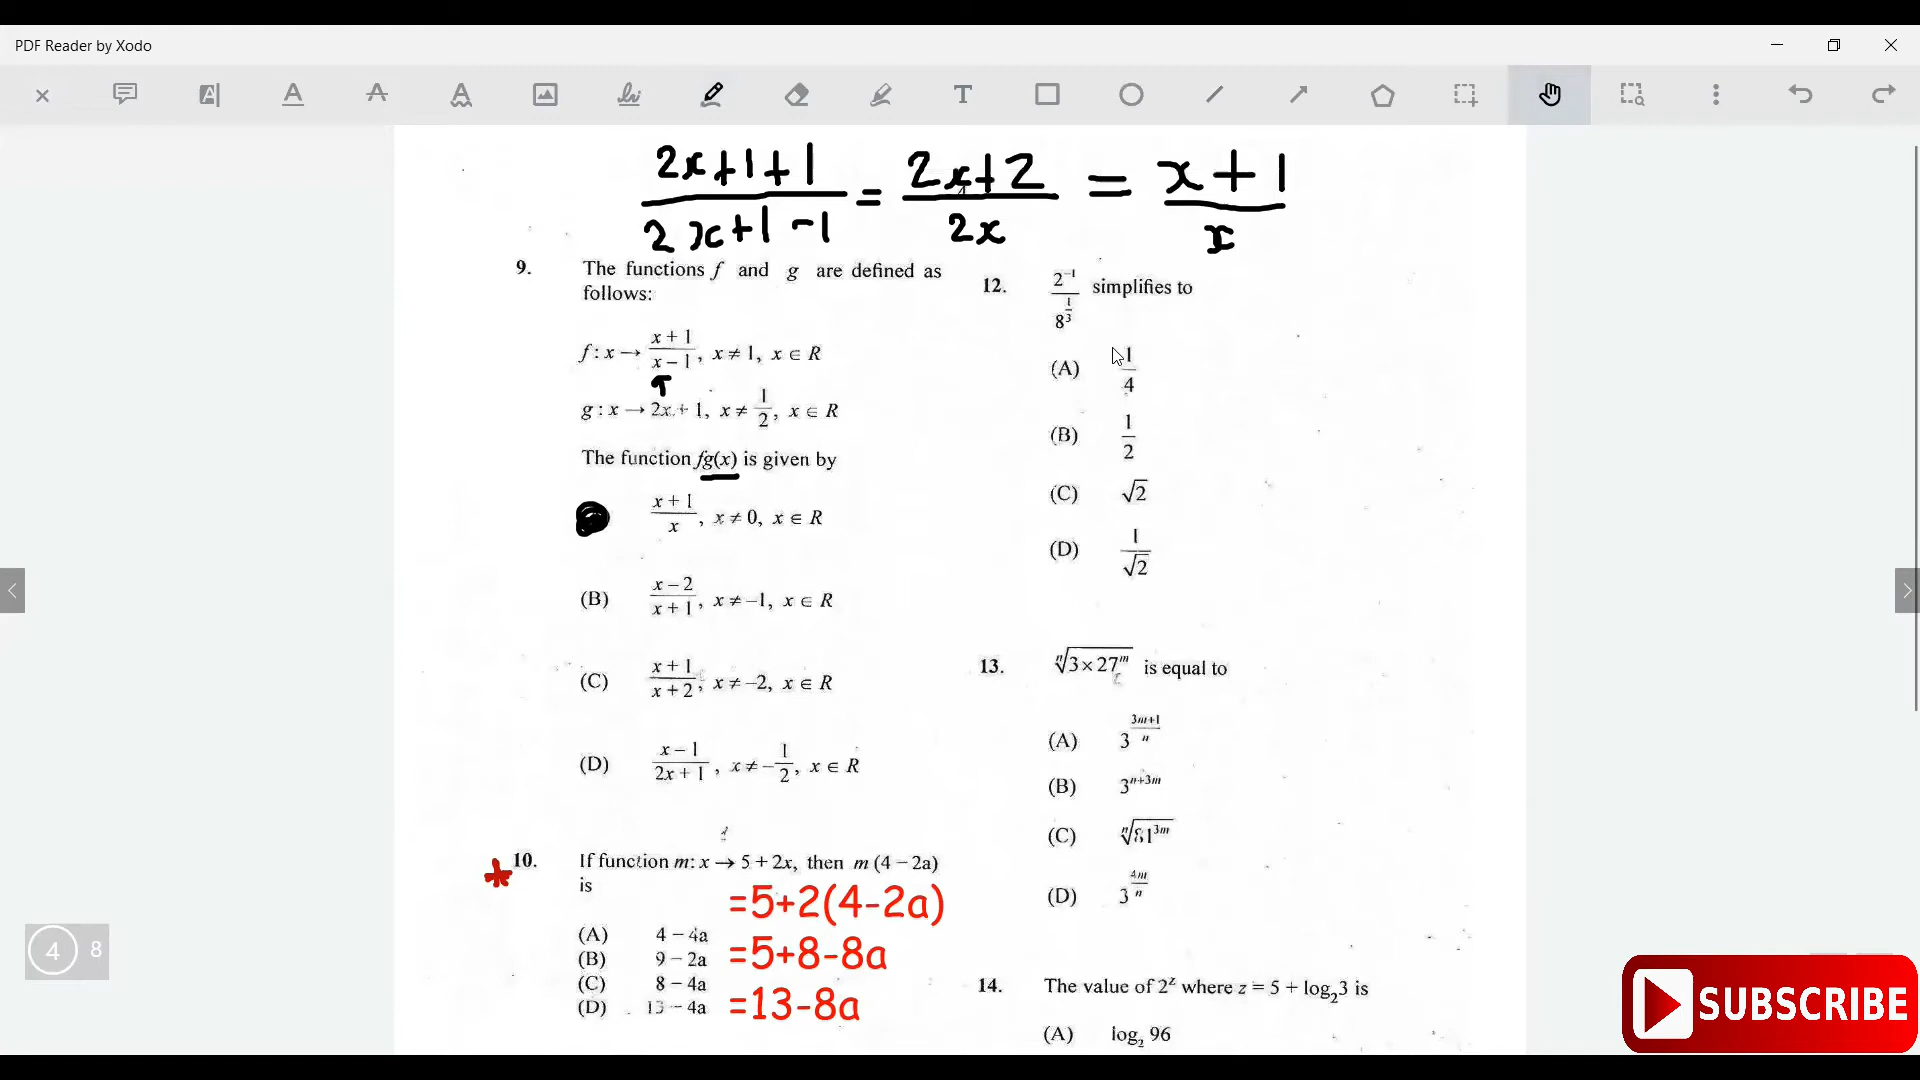 PDF Reader by Xodo
2x+1+1/2x+1-1 = 2x+2/2x = x+1/x
9. The functions f and g are defined as
follows:
f : x → x + 1/x − 1, x ≠ 1, x ∈ R
g : x → 2x + 1, x ≠ 1/2, x ∈ R
The function fg(x) is given by
x + 1/x, x ≠ 0, x ∈ R
(B) x − 2/x + 1, x ≠ −1, x ∈ R
(C) x + 1/x + 2, x ≠ −2, x ∈ R
(D) x − 1/2x + 1, x ≠ −1/2, x ∈ R
10. If function m: x → 5 + 2x, then m (4 − 2a)
is
=5+2(4-2a)
(A) 4 − 4a
(B) 9 − 2a
=5+8-8a
(C) 8 − 4a
(D) 13 − 4a
=13-8a
12. 2⁻¹/8^(1/3) simplifies to
(A) 1/4
(B) 1/2
(C) √2
(D) 1/√2
13. ⁿ√3 × 27ᵐ is equal to
(A) 3^((3m+1)/n)
(B) 3^(n+3m)
(C) ⁿ√81^(3m)
(D) 3^(4m/n)
14. The value of 2ᶻ where z = 5 + log₂3 is
(A) log₂ 96
4 8
SUBSCRIBE